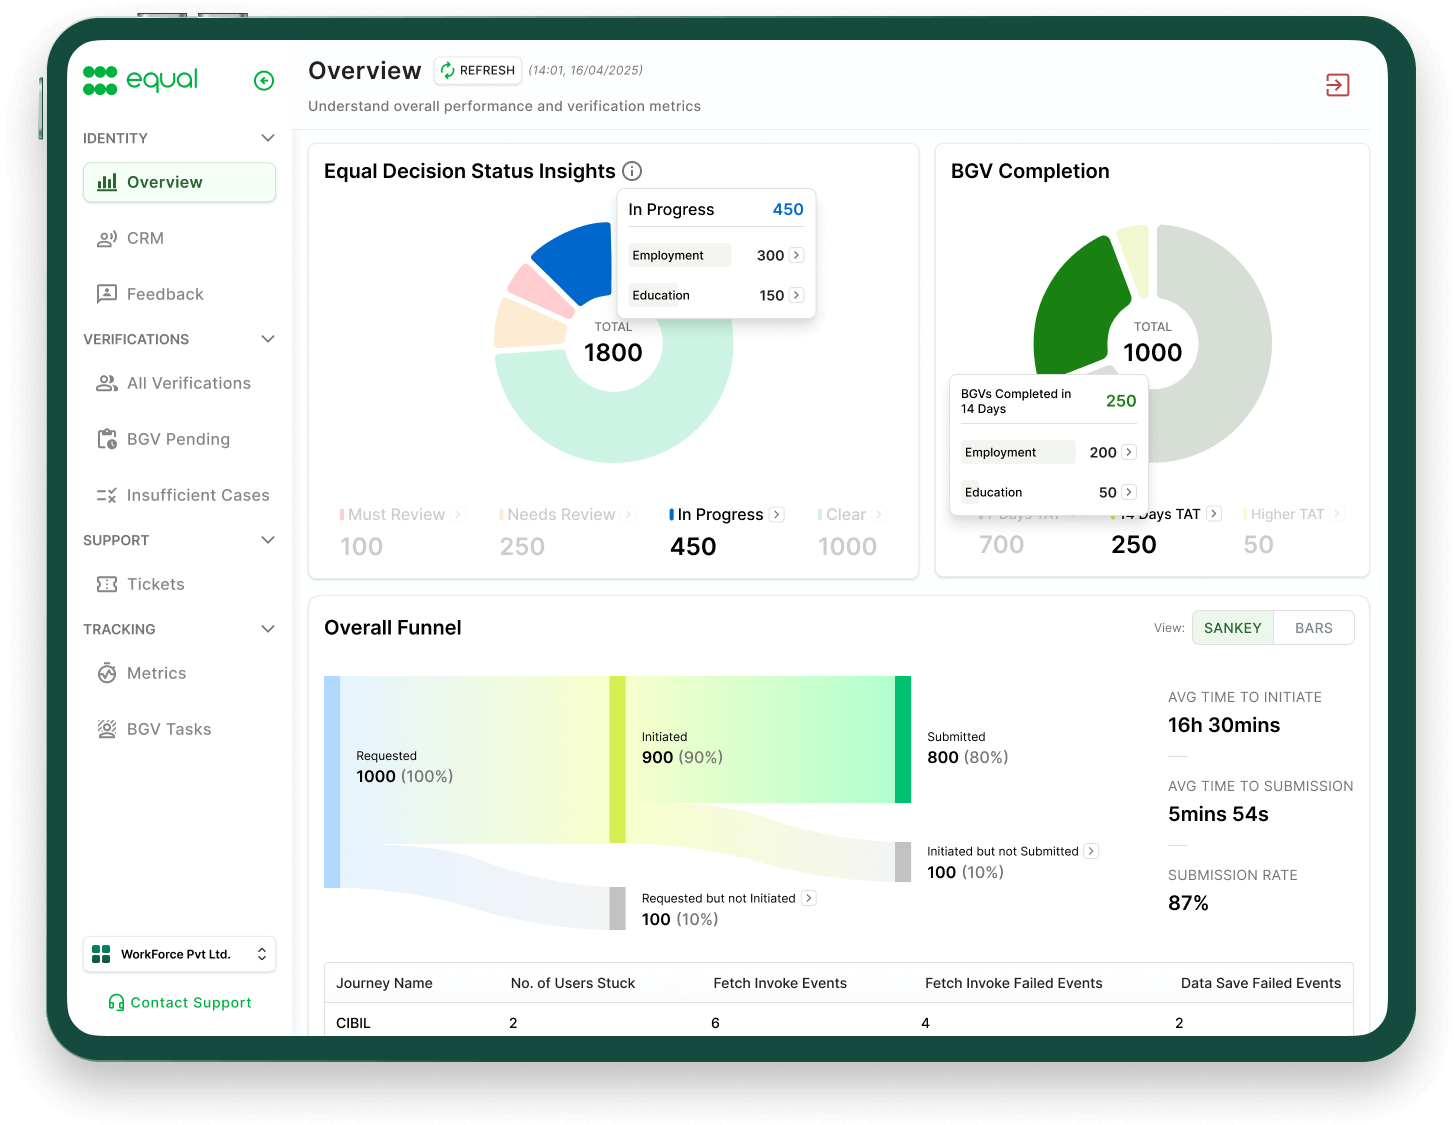 equal
IDENTITY
Overview
CRM
Feedback
VERIFICATIONS
All Verifications
BGV Pending
Insufficient Cases
SUPPORT
Tickets
TRACKING
Metrics
BGV Tasks
WorkForce Pvt Ltd.
Contact Support
Overview REFRESH (14:01, 16/04/2025)
Understand overall performance and verification metrics
Equal Decision Status Insights
In Progress 450
Employment 300
Education 150
TOTAL
1800
Must Review Needs Review In Progress Clear
100 250 450 1000
BGV Completion
TOTAL
1000
BGVs Completed in
14 Days
250
Employment 200
Education 50
7 Days TAT 14 Days TAT Higher TAT
700 250 50
Overall Funnel
View: SANKEY BARS
Requested
1000 (100%)
Initiated
900 (90%)
Submitted
800 (80%)
Initiated but not Submitted
100 (10%)
Requested but not Initiated
100 (10%)
AVG TIME TO INITIATE
16h 30mins
AVG TIME TO SUBMISSION
5mins 54s
SUBMISSION RATE
87%
Journey Name No. of Users Stuck Fetch Invoke Events Fetch Invoke Failed Events Data Save Failed Events
CIBIL 2 6 4 2